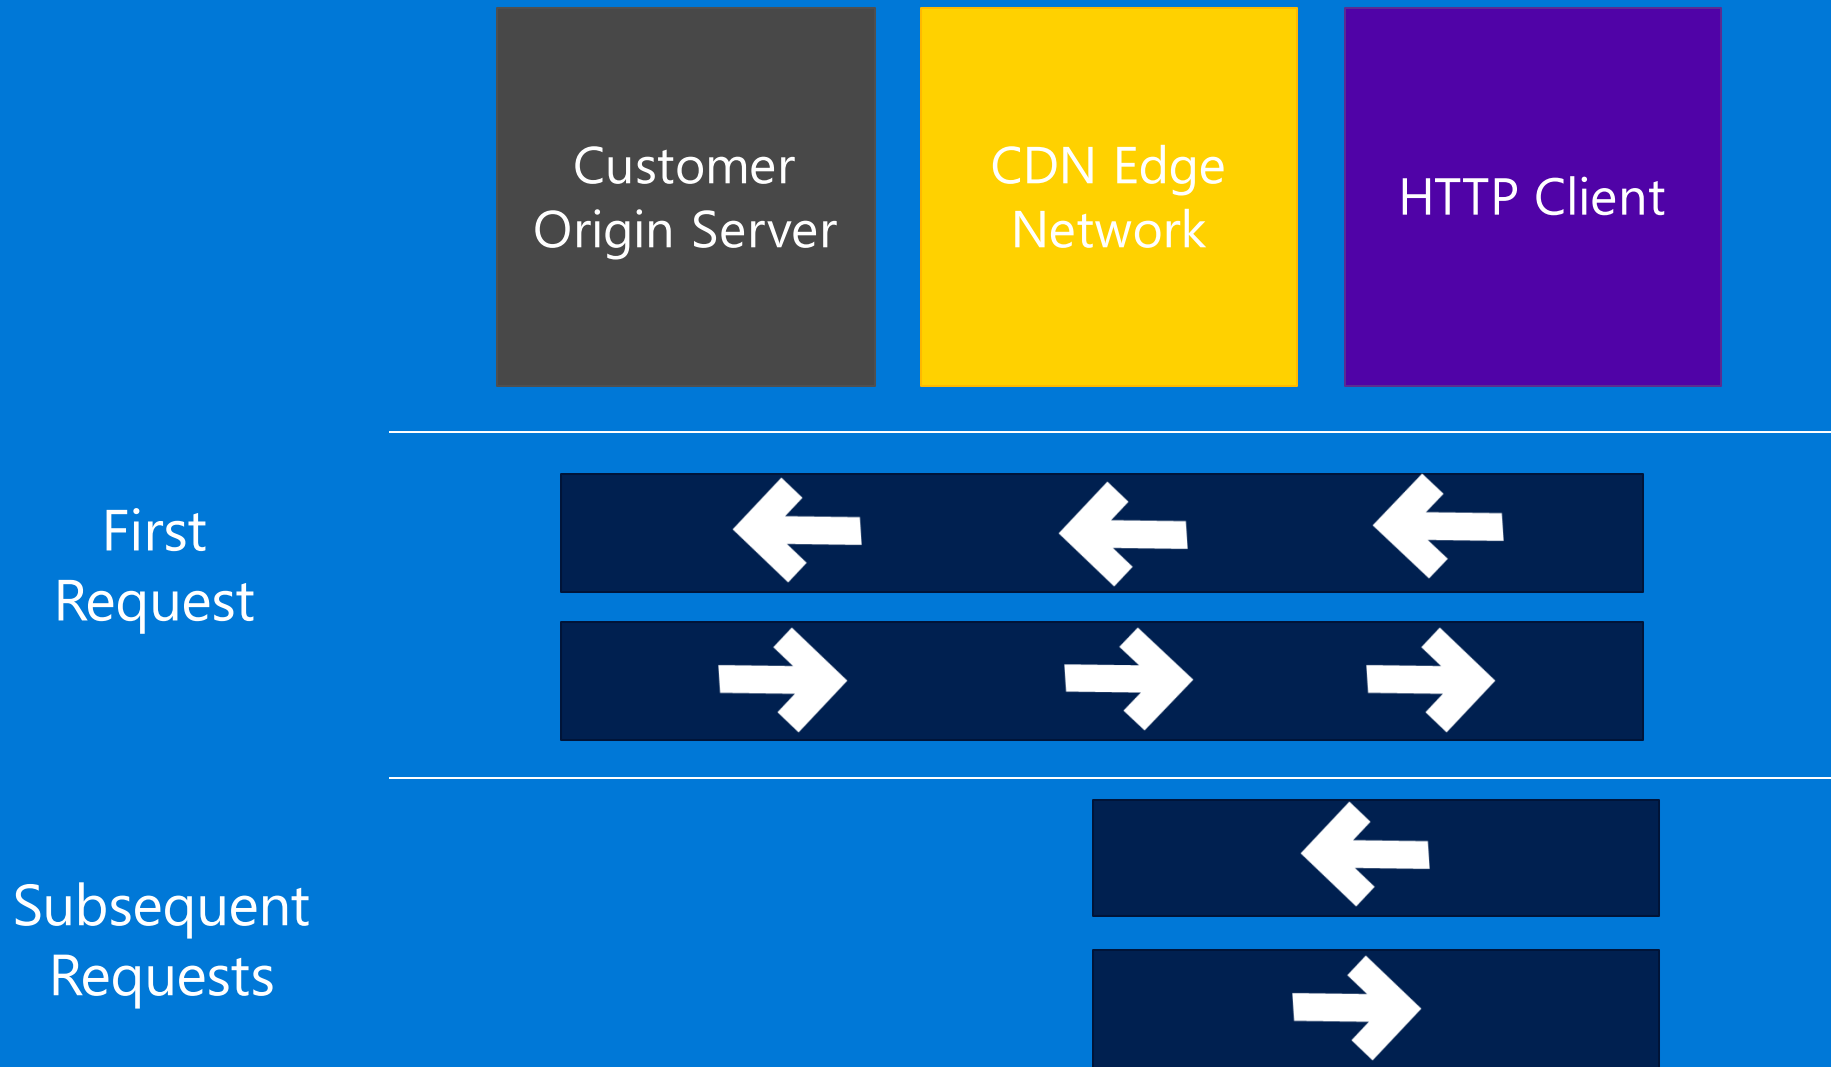 Customer
Origin Server
CDN Edge
Network
HTTP Client
First
Request
Subsequent
Requests